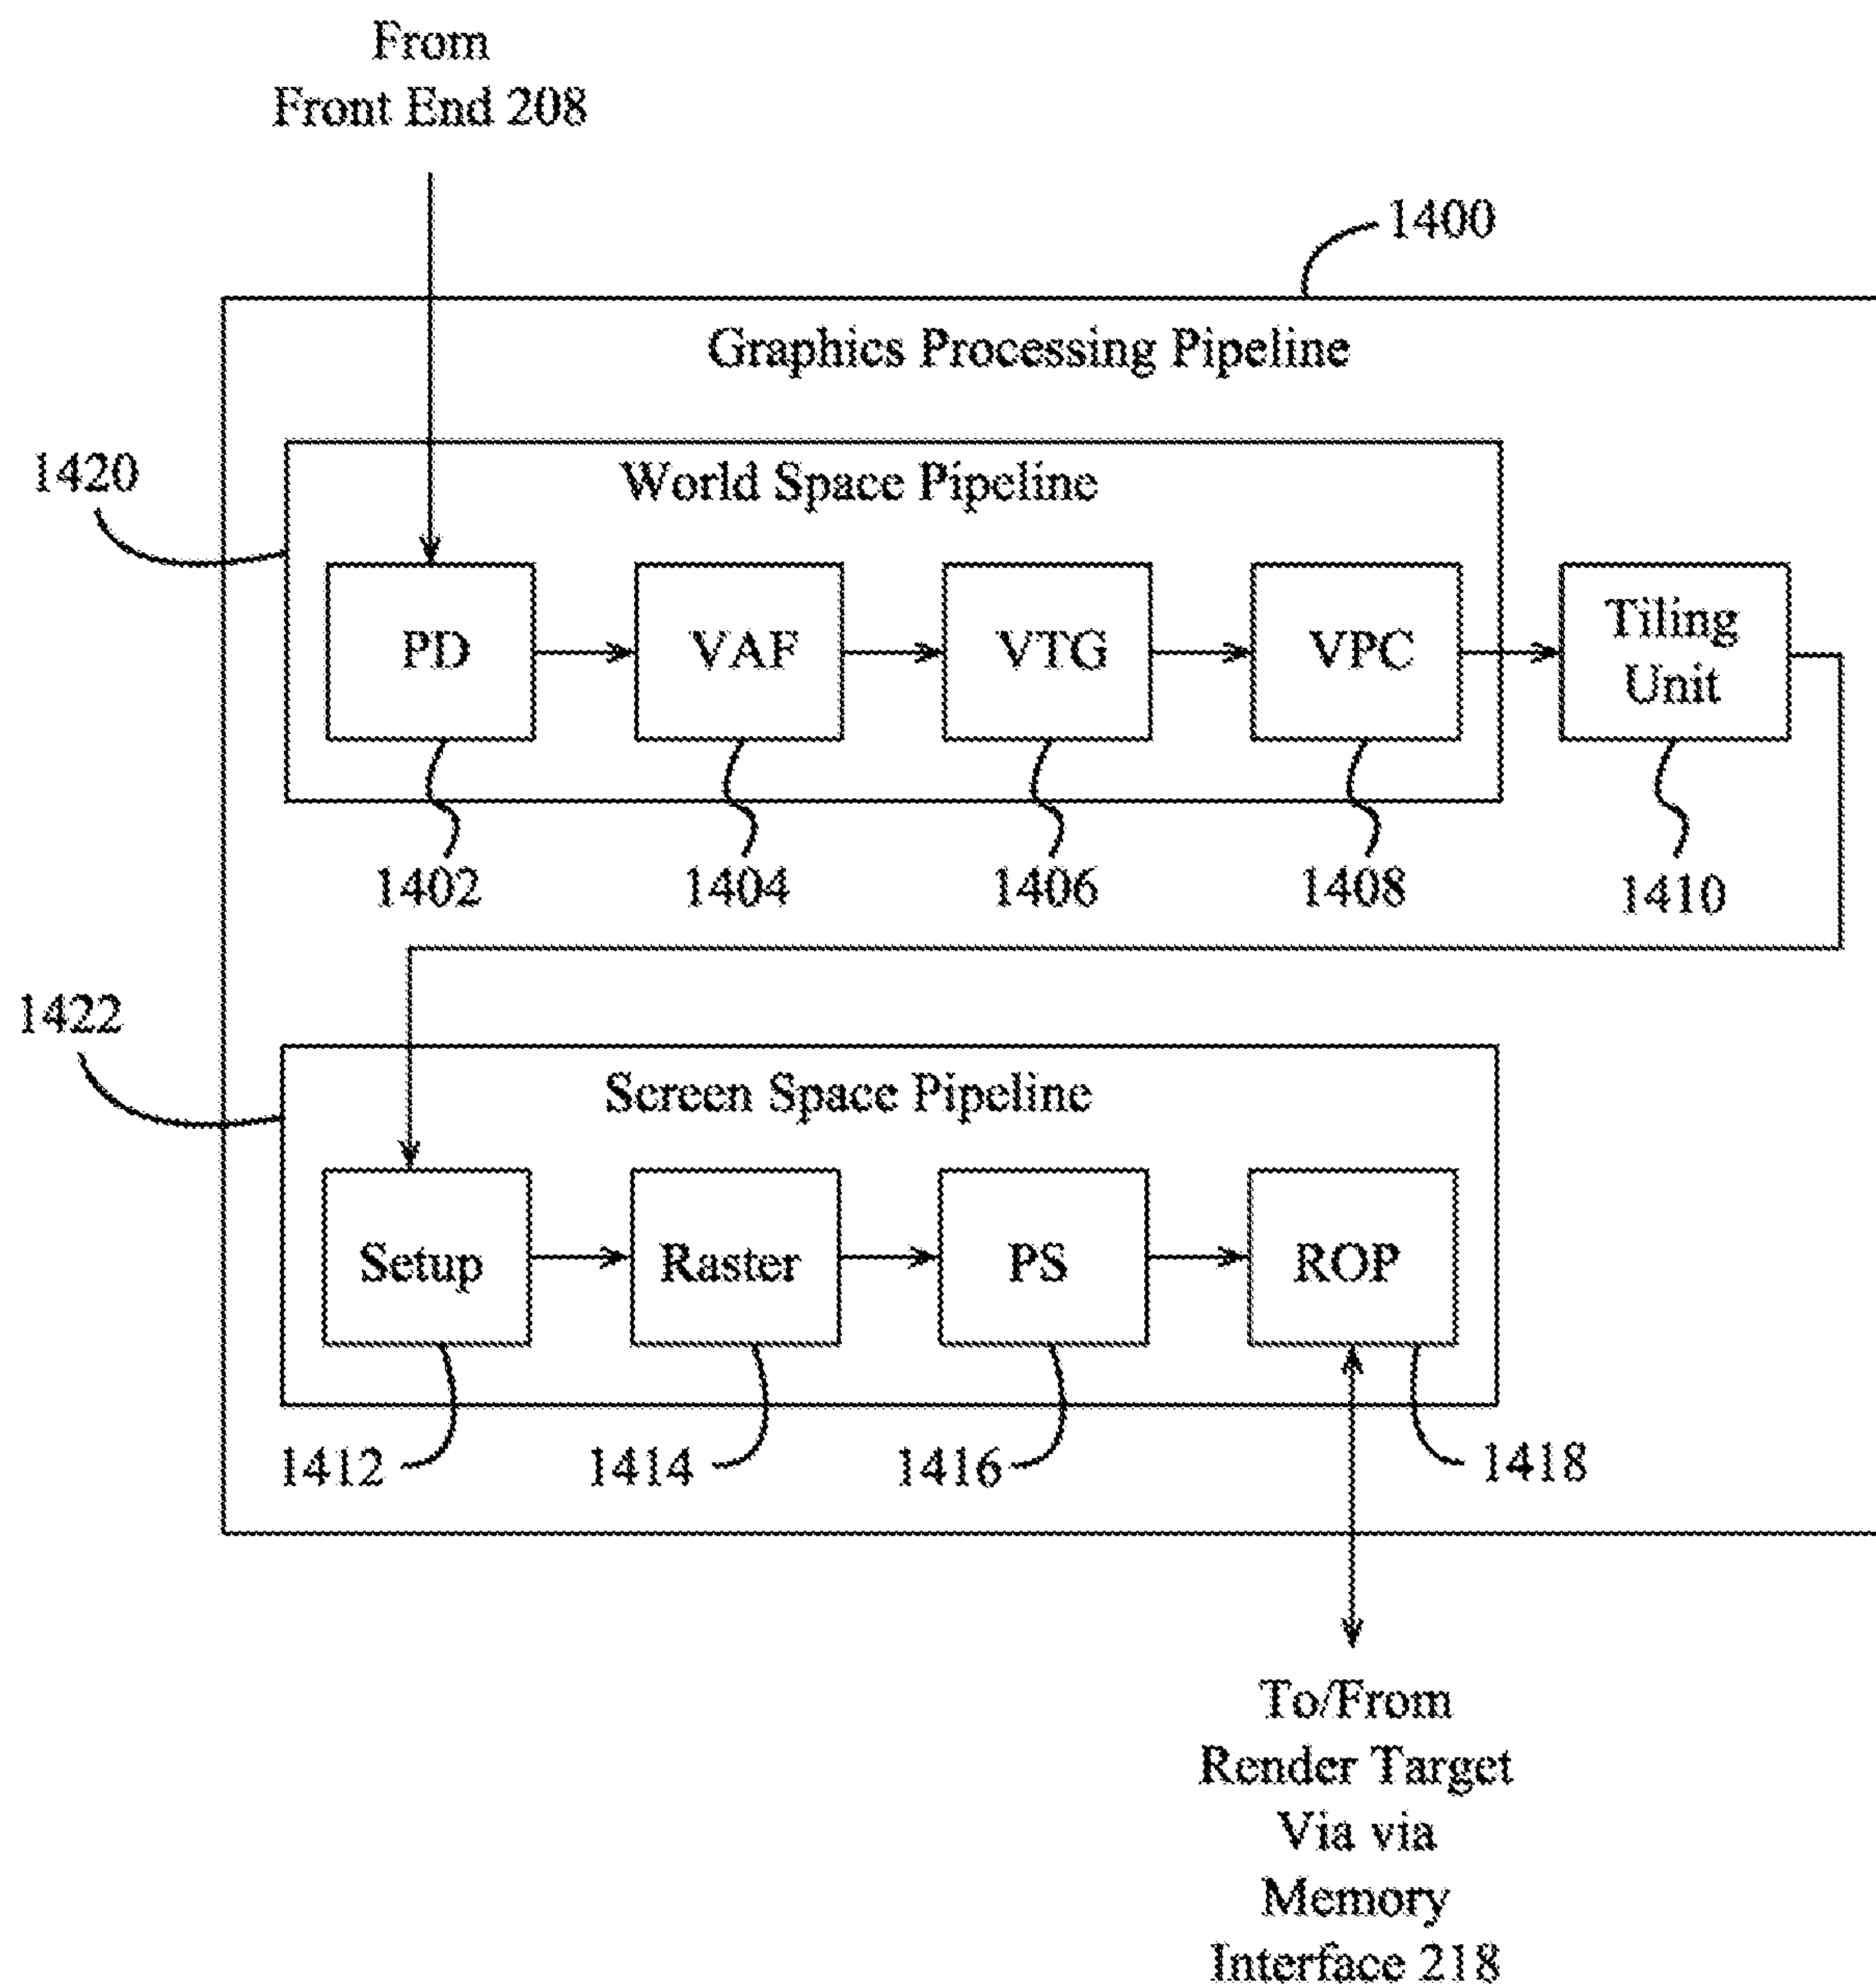 From
Front End 208
1400
Graphics Processing Pipeline
1420
World Space Pipeline
PD
VAF
VTG
VPC
Tiling
Unit
1402
1404
1406
1408
1410
1422
Screen Space Pipeline
Setup
Raster
PS
ROP
1412
1414
1416
1418
To/From
Render Target
Via via
Memory
Interface 218